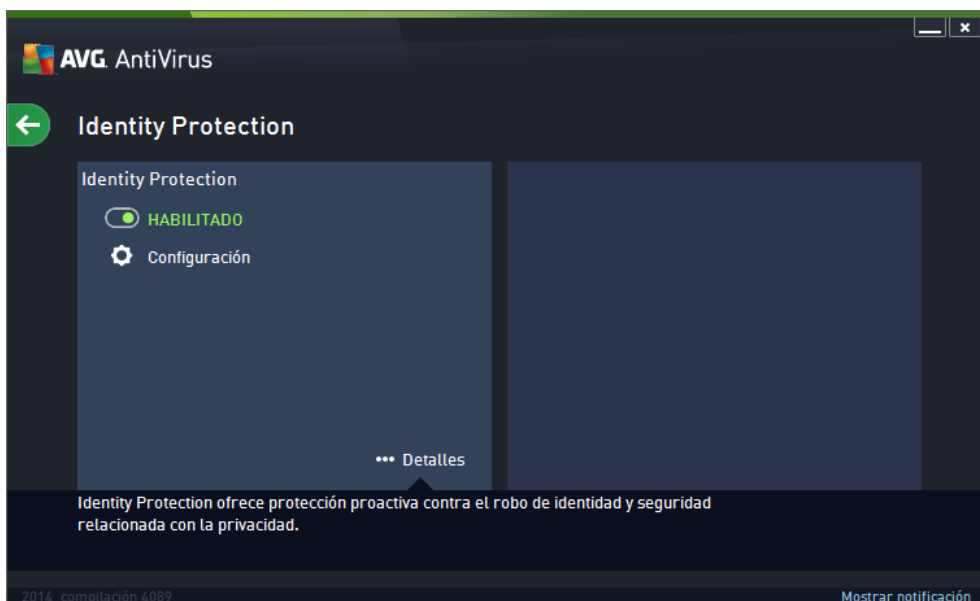 AVG. AntiVirus
Identity Protection
Identity Protection
HABILITADO
Configuración
••• Detalles
Identity Protection ofrece protección proactiva contra el robo de identidad y seguridad
relacionada con la privacidad.
2014 compilación 4089
Mostrar notificación